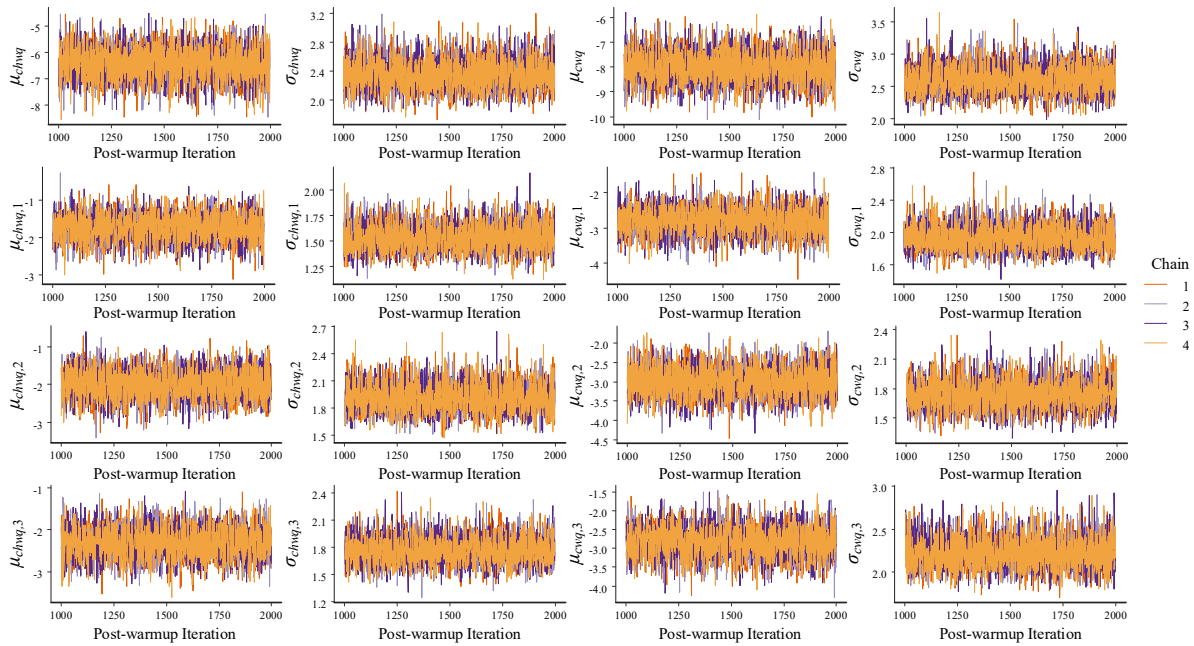 μchwq
-5
-6
-7
-8
1000 1250 1500 1750 2000
Post-warmup Iteration
σchwq
3.2
2.8
2.4
2.0
1000 1250 1500 1750 2000
Post-warmup Iteration
μcwq
-6
-7
-8
-9
-10
1000 1250 1500 1750 2000
Post-warmup Iteration
σcwq
3.5
3.0
2.5
2.0
1000 1250 1500 1750 2000
Post-warmup Iteration
μchwq,1
-1
-2
-3
1000 1250 1500 1750 2000
Post-warmup Iteration
σchwq,1
2.00
1.75
1.50
1.25
1000 1250 1500 1750 2000
Post-warmup Iteration
μcwq,1
-2
-3
-4
1000 1250 1500 1750 2000
Post-warmup Iteration
σcwq,1
2.8
2.4
2.0
1.6
1000 1250 1500 1750 2000
Post-warmup Iteration
μchwq,2
-1
-2
-3
1000 1250 1500 1750 2000
Post-warmup Iteration
σchwq,2
2.7
2.4
2.1
1.8
1.5
1000 1250 1500 1750 2000
Post-warmup Iteration
μcwq,2
-2.0
-2.5
-3.0
-3.5
-4.0
-4.5
1000 1250 1500 1750 2000
Post-warmup Iteration
σcwq,2
2.4
2.1
1.8
1.5
1000 1250 1500 1750 2000
Post-warmup Iteration
μchwq,3
-1
-2
-3
1000 1250 1500 1750 2000
Post-warmup Iteration
σchwq,3
2.4
2.1
1.8
1.5
1.2
1000 1250 1500 1750 2000
Post-warmup Iteration
μcwq,3
-1.5
-2.0
-2.5
-3.0
-3.5
-4.0
1000 1250 1500 1750 2000
Post-warmup Iteration
σcwq,3
3.0
2.5
2.0
1000 1250 1500 1750 2000
Post-warmup Iteration
Chain
1
2
3
4